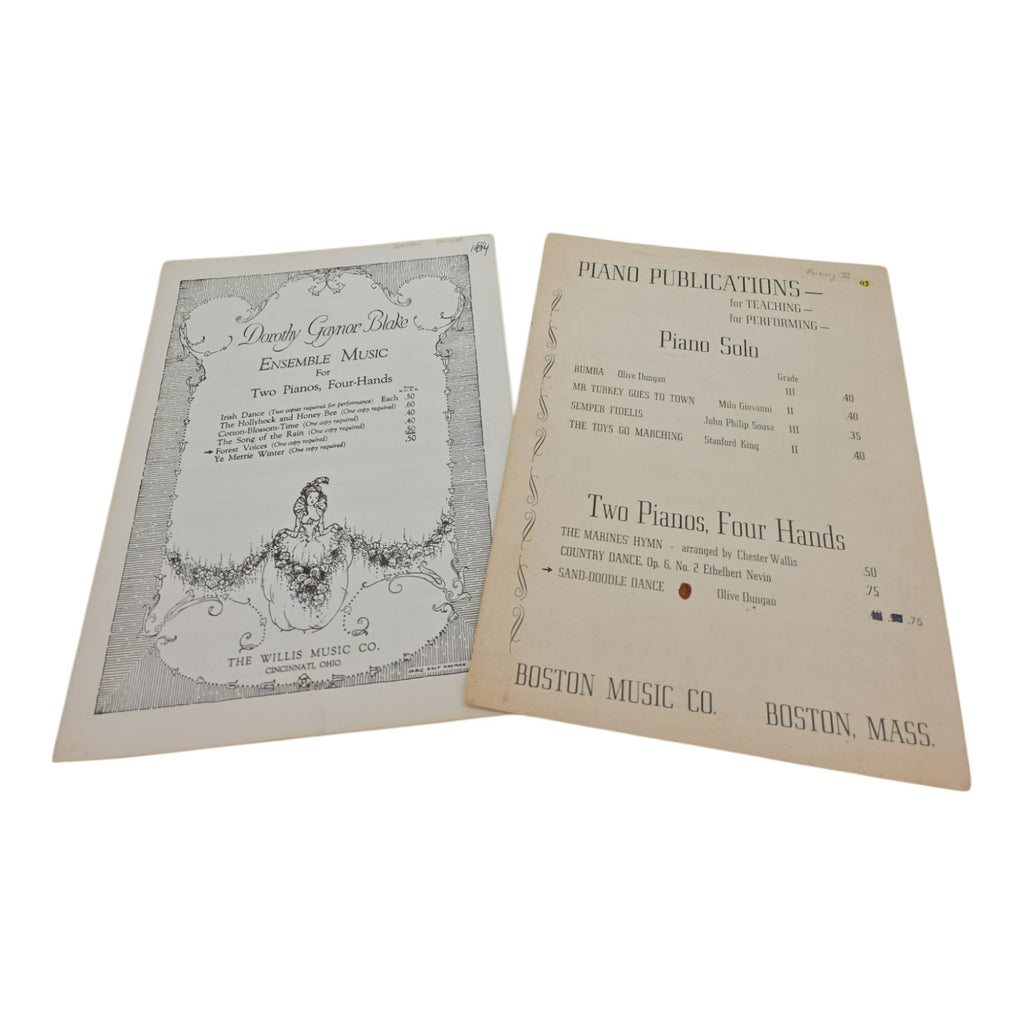 1934
Dorothy Gaynor Blake
ENSEMBLE MUSIC
For
Two Pianos, Four-Hands
Irish Dance (Two copies required for performance) Each .50
The Hollyhock and Honey Bee (One copy required) .60
Cotton-Blossom-Time (One copy required) .40
The Song of the Rain (One copy required) .40
→ Forest Voices (One copy required) .50
Ye Merrie Winter (One copy required) .50
THE WILLIS MUSIC CO.
CINCINNATI, OHIO
Primary III 43
PIANO PUBLICATIONS—
for TEACHING—
for PERFORMING—
Piano Solo
Grade
BUMBA Olive Dungan III .40
MR. TURKEY GOES TO TOWN Milo Giovanni II .40
SEMPER FIDELIS John Philip Sousa III .35
THE TOYS GO MARCHING Stanford King II .40
Two Pianos, Four Hands
THE MARINES' HYMN - arranged by Chester Wallis .50
COUNTRY DANCE, Op. 6, No. 2 Ethelbert Nevin .75
→ SAND-DOODLE DANCE Olive Dungan .75
BOSTON MUSIC CO. BOSTON, MASS.